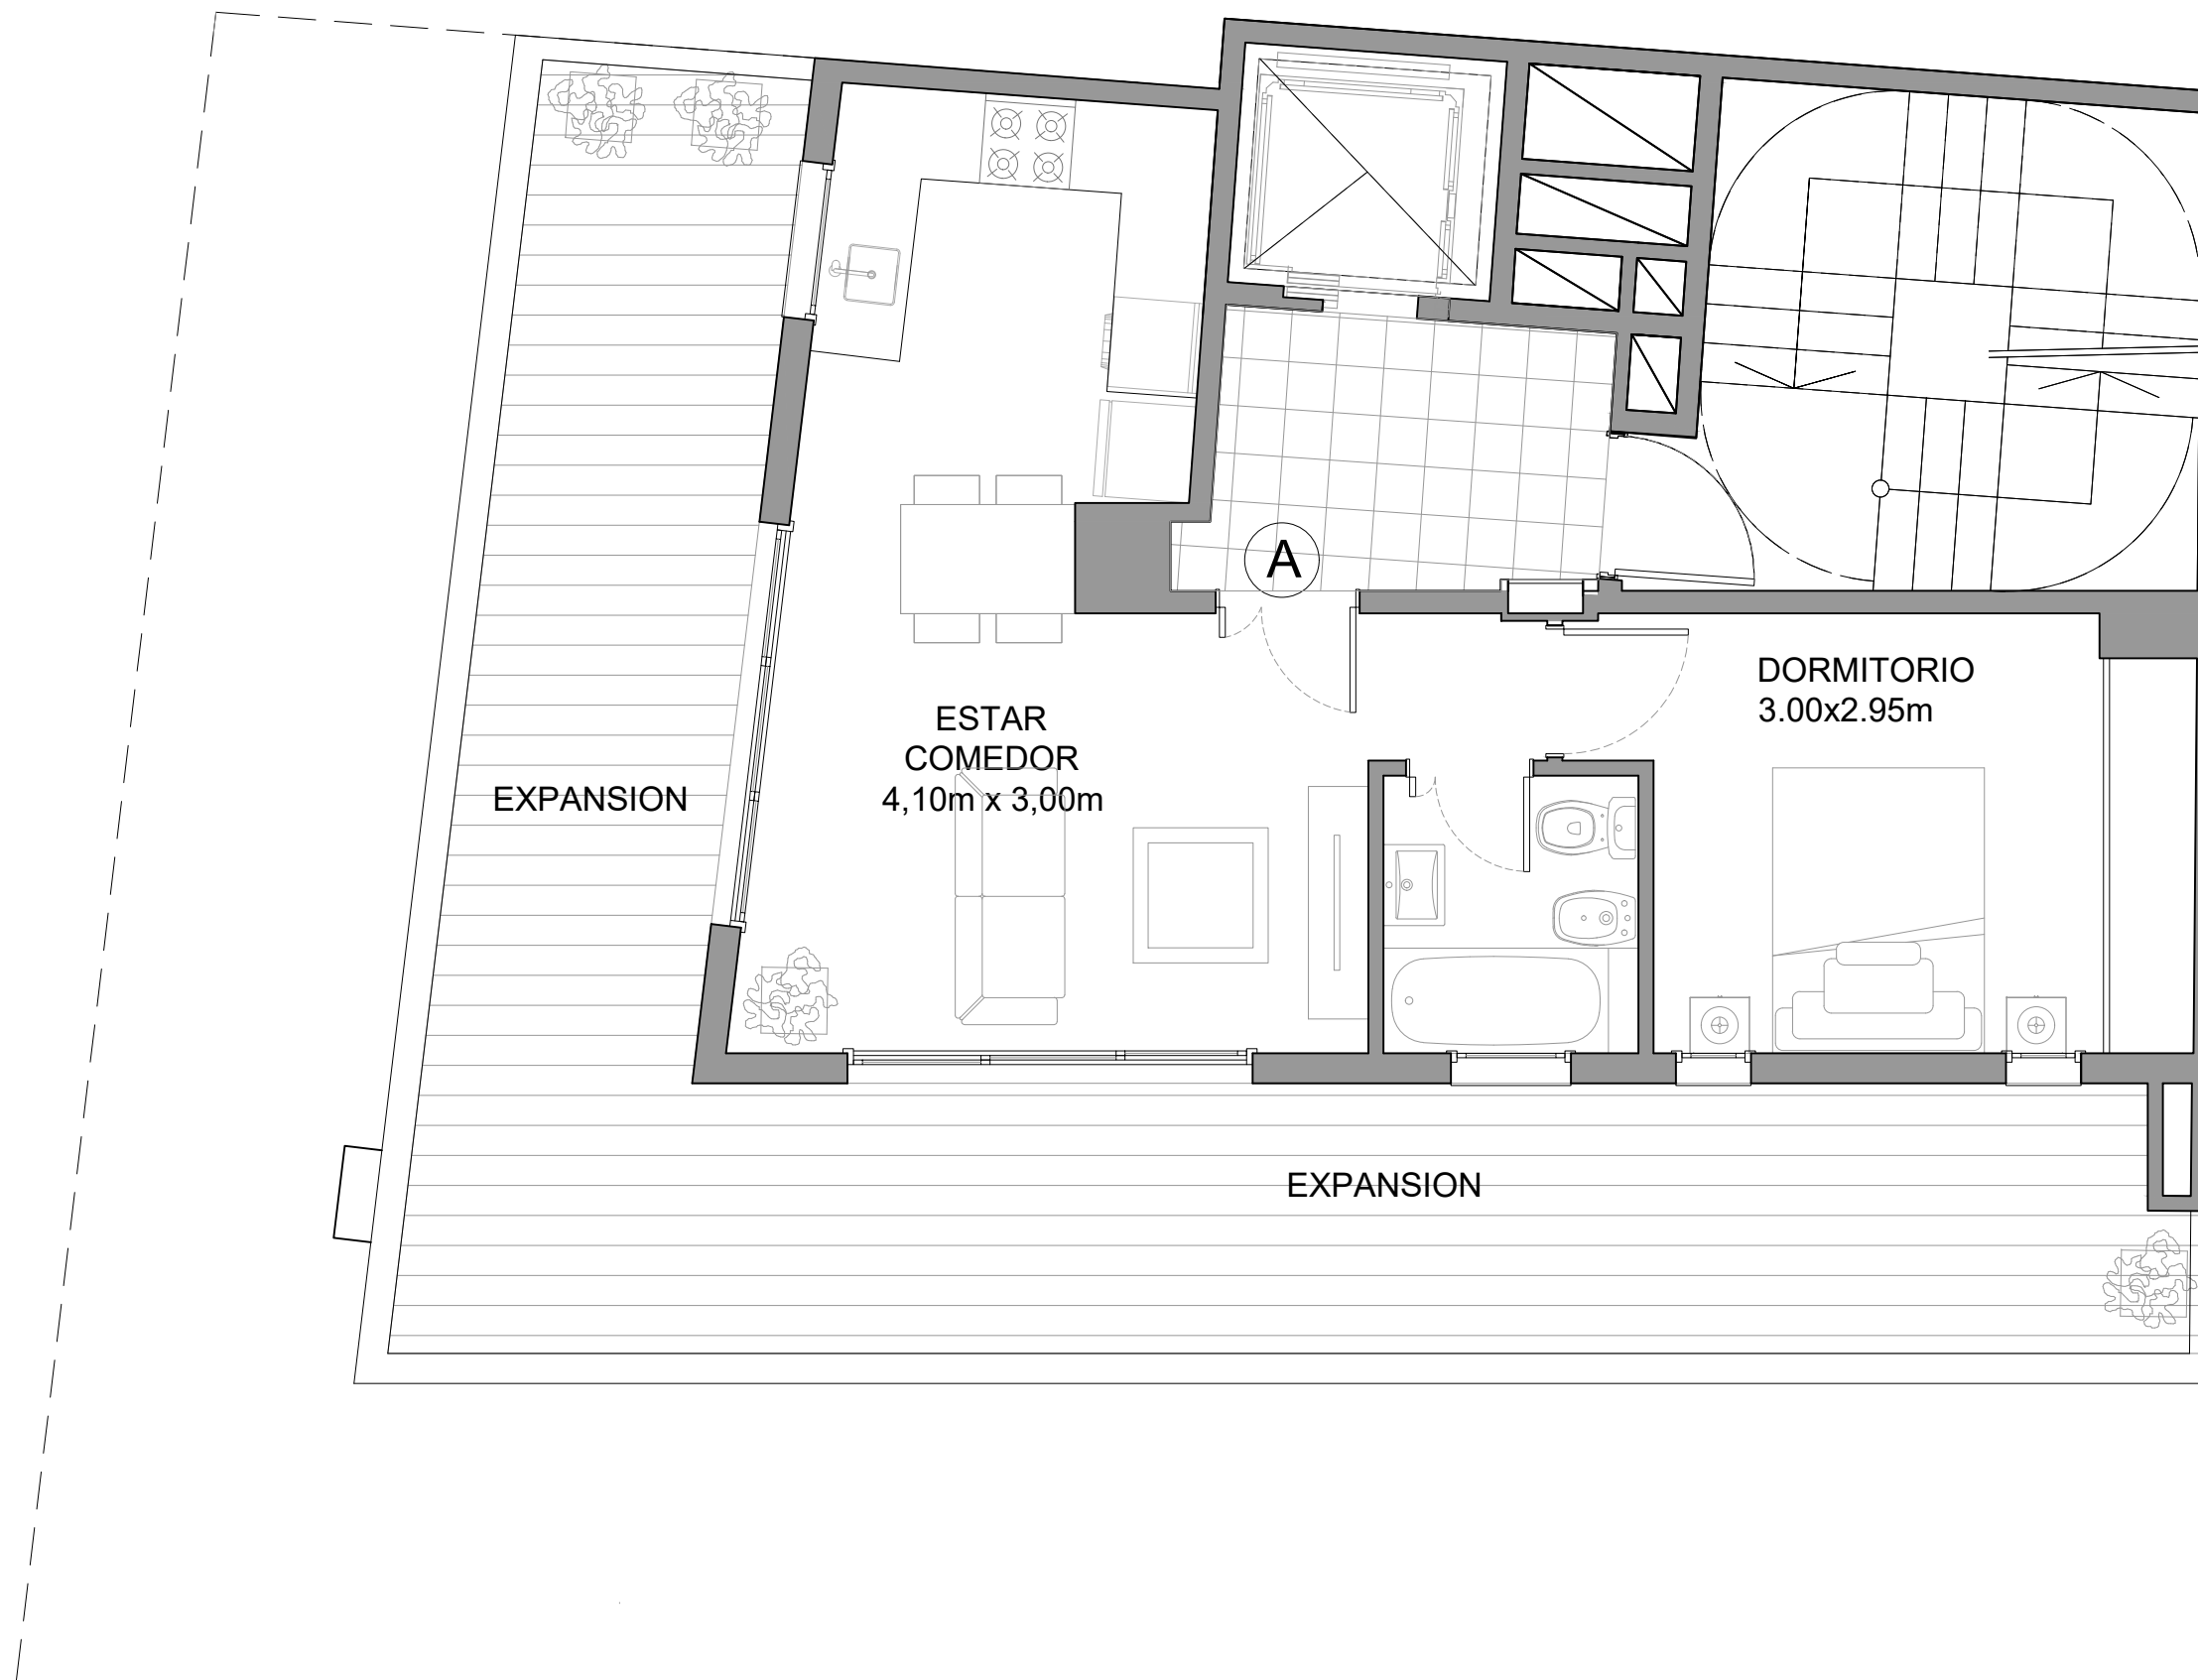 A
DORMITORIO
3.00x2.95m
ESTAR
COMEDOR
4,10m x 3,00m
EXPANSION
EXPANSION